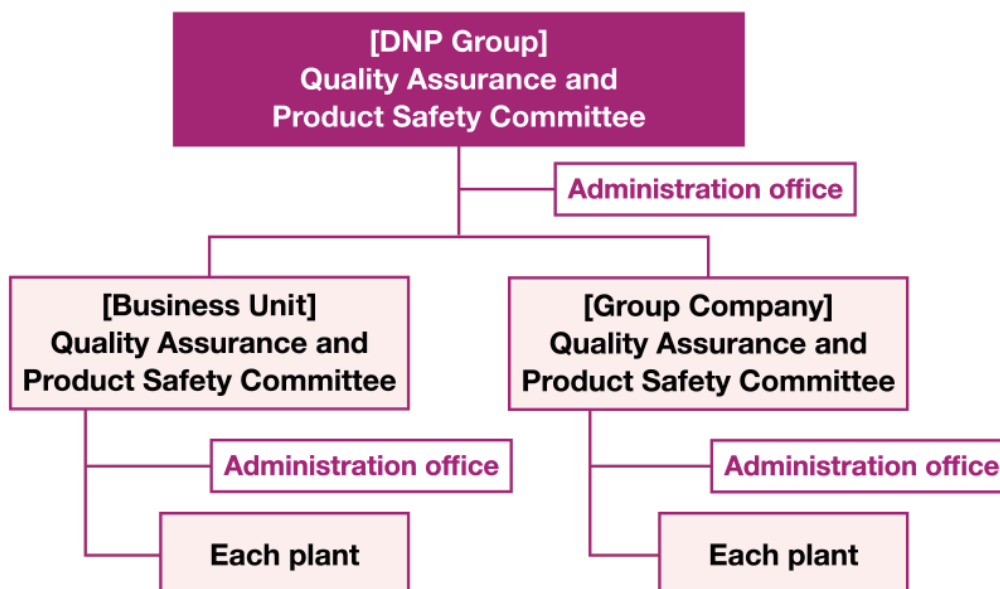 [DNP Group]
Quality Assurance and
Product Safety Committee
Administration office
[Business Unit]
Quality Assurance and
Product Safety Committee
Administration office
Each plant
[Group Company]
Quality Assurance and
Product Safety Committee
Administration office
Each plant